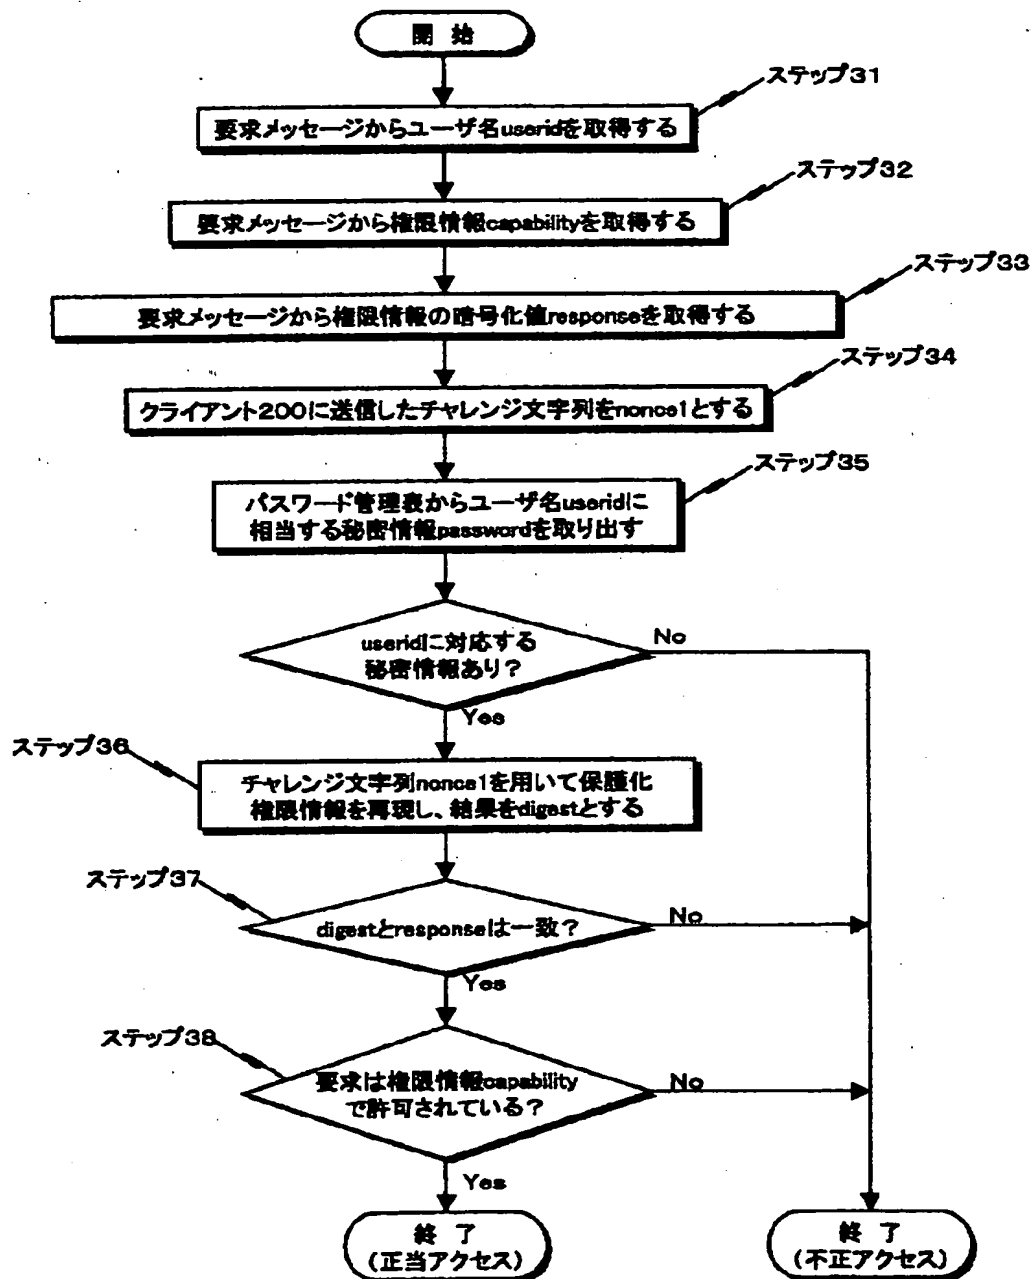 開 始
ステップ31
要求メッセージからユーザ名useridを取得する
ステップ32
要求メッセージから権限情報capabilityを取得する
ステップ33
要求メッセージから権限情報の暗号化値responseを取得する
ステップ34
クライアント200に送信したチャレンジ文字列をnonce1とする
ステップ35
パスワード管理表からユーザ名useridに
相当する秘密情報passwordを取り出す
useridに対応する
秘密情報あり?
No
Yes
ステップ36
チャレンジ文字列nonce1を用いて保護化
権限情報を再現し、結果をdigestとする
ステップ37
digestとresponseは一致?
No
Yes
ステップ38
要求は権限情報capability
で許可されている?
No
Yes
終 了
(正当アクセス)
終 了
(不正アクセス)